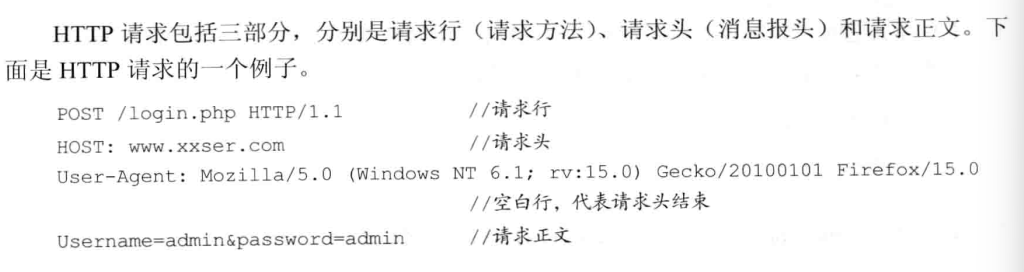 HTTP 请求包括三部分，分别是请求行（请求方法）、请求头（消息报头）和请求正文。下
面是 HTTP 请求的一个例子。
POST /login.php HTTP/1.1 //请求行
HOST: www.xxser.com //请求头
User-Agent: Mozilla/5.0 (Windows NT 6.1; rv:15.0) Gecko/20100101 Firefox/15.0
//空白行，代表请求头结束
Username=admin&password=admin //请求正文